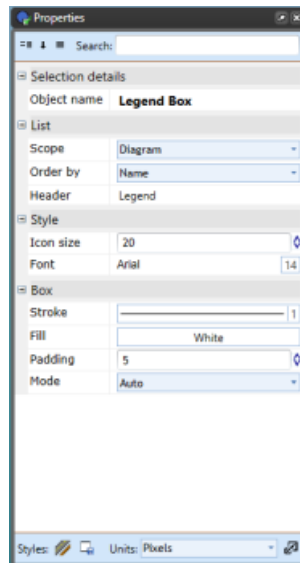 Properties
Search:
Selection details
Object name Legend Box
List
Scope Diagram
Order by Name
Header Legend
Style
Icon size 20
Font Arial 14
Box
Stroke 1
Fill White
Padding 5
Mode Auto
Styles: Units: Pixels